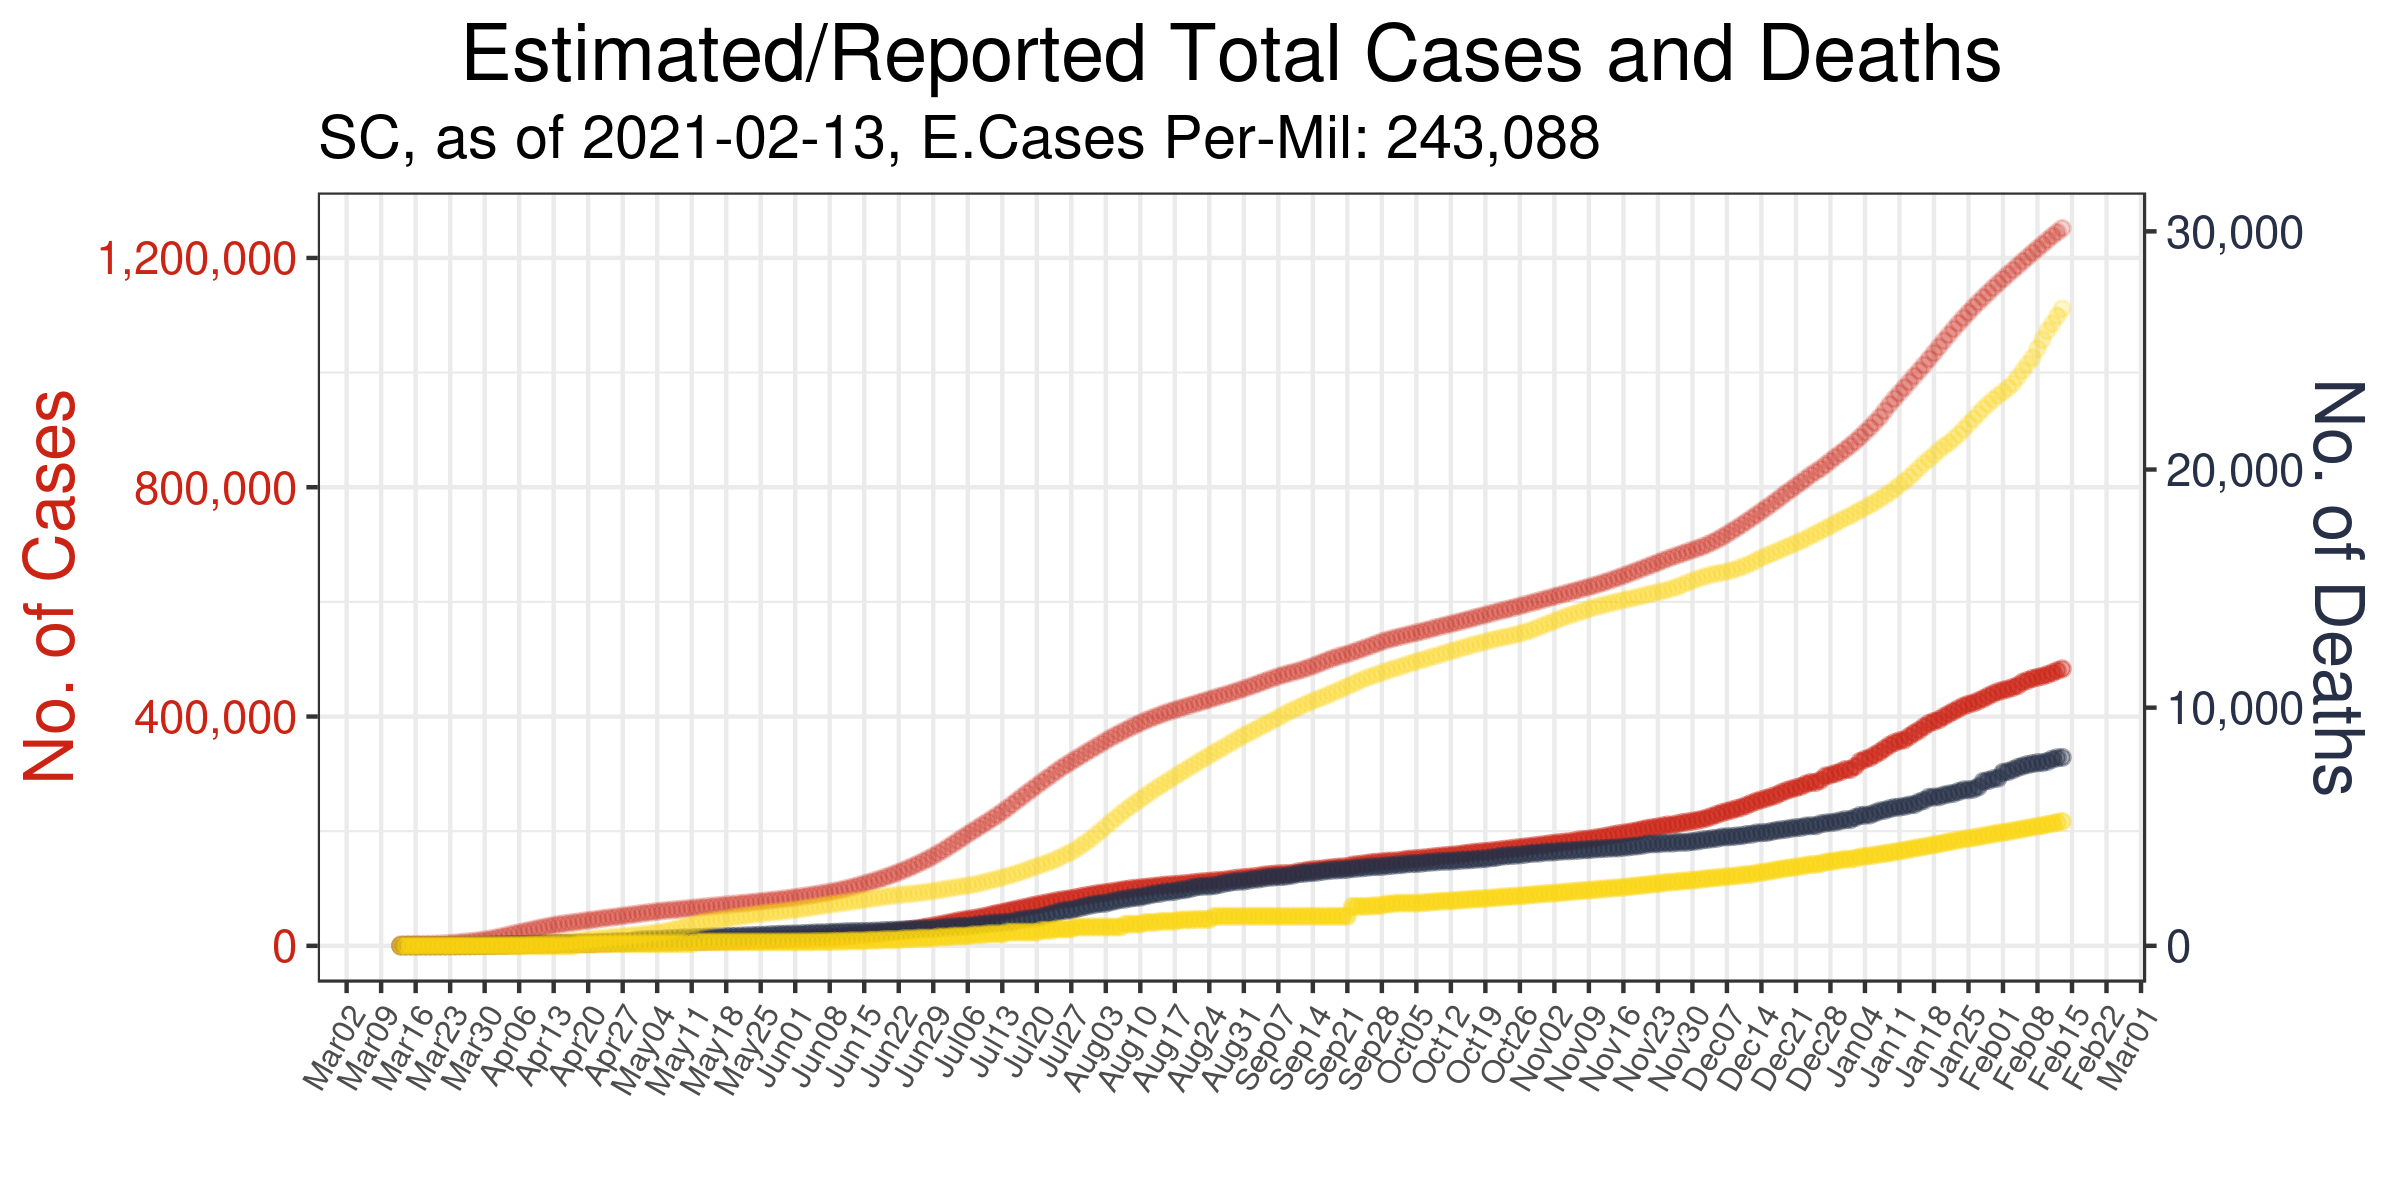 Estimated/Reported Total Cases and Deaths
SC, as of 2021-02-13, E.Cases Per-Mil: 243,088
No. of Cases
1,200,000
800,000
400,000
0
30,000
20,000
10,000
0
No. of Deaths
Mar02
Mar09
Mar16
Mar23
Mar30
Apr06
Apr13
Apr20
Apr27
May04
May11
May18
May25
Jun01
Jun08
Jun15
Jun22
Jun29
Jul06
Jul13
Jul20
Jul27
Aug03
Aug10
Aug17
Aug24
Aug31
Sep07
Sep14
Sep21
Sep28
Oct05
Oct12
Oct19
Oct26
Nov02
Nov09
Nov16
Nov23
Nov30
Dec07
Dec14
Dec21
Dec28
Jan04
Jan11
Jan18
Jan25
Feb01
Feb08
Feb15
Feb22
Mar01